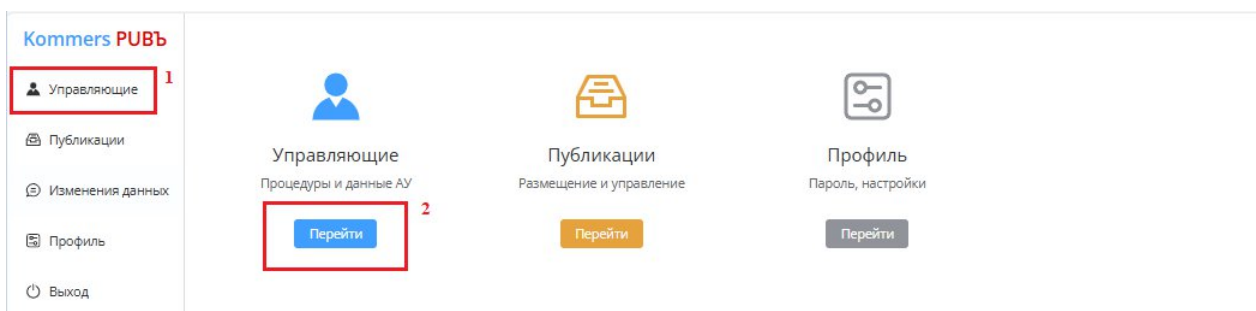 Kommers PUBЪ
Управляющие
1
Публикации
Изменения данных
Профиль
Выход
Управляющие
Процедуры и данные АУ
Перейти
2
Публикации
Размещение и управление
Перейти
Профиль
Пароль, настройки
Перейти